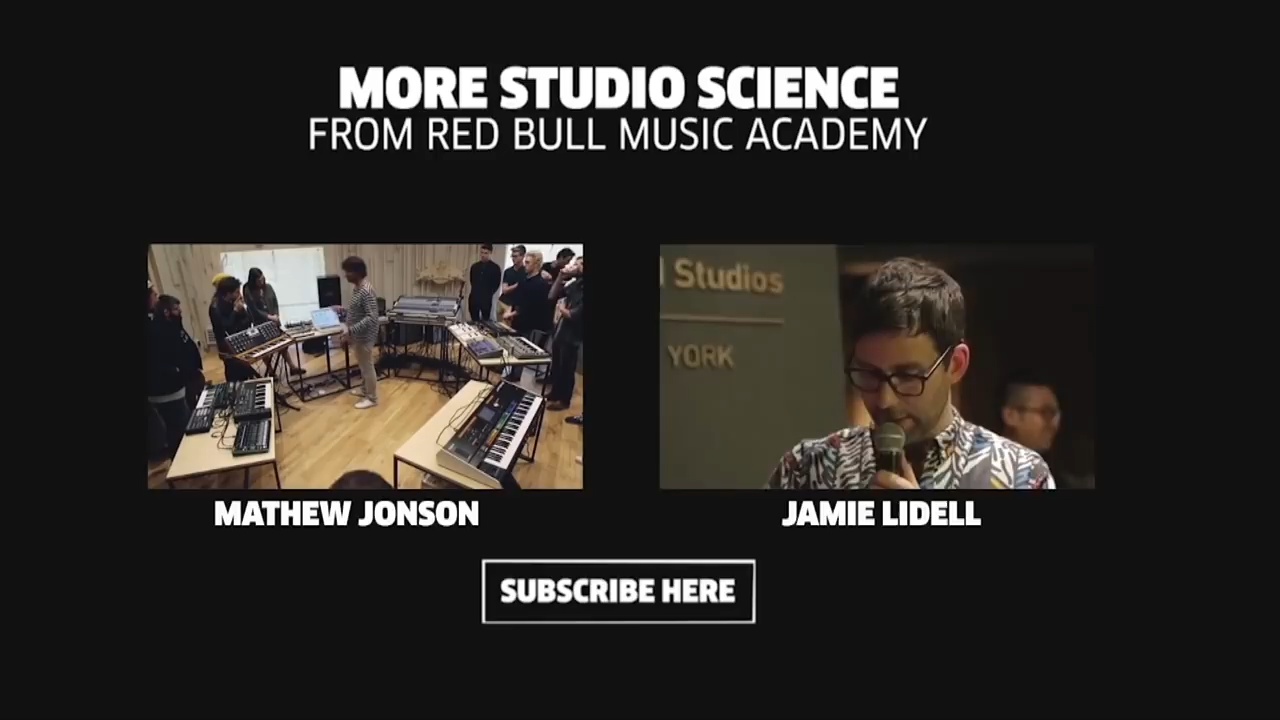 MORE STUDIO SCIENCE
FROM RED BULL MUSIC ACADEMY
Studios
YORK
MATHEW JONSON
JAMIE LIDELL
SUBSCRIBE HERE